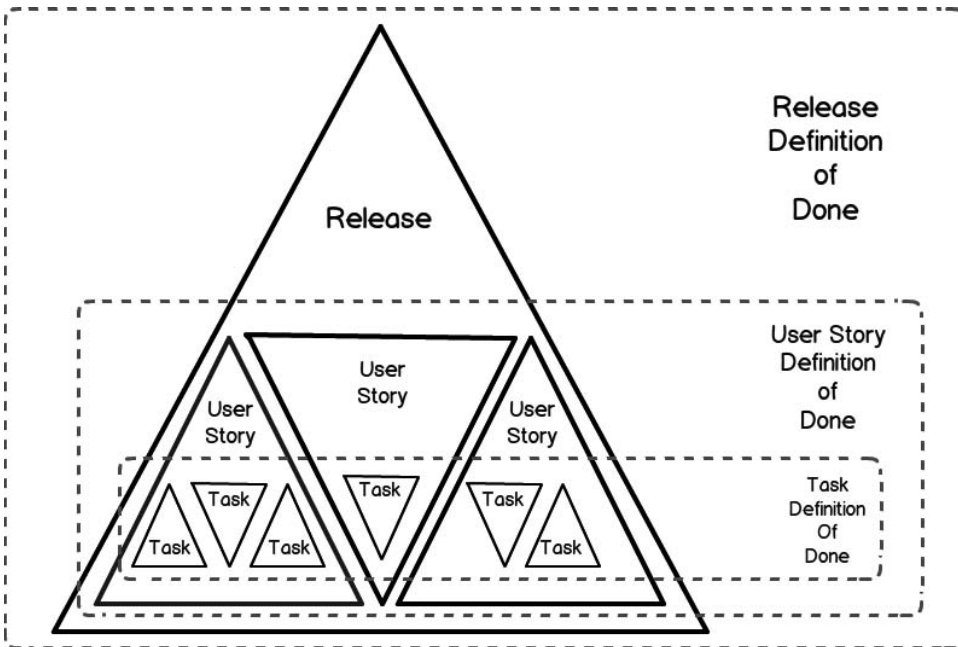 Release
Definition
of
Done
Release
User Story
Definition
of
Done
User
Story
User
Story
User
Story
Task
Definition
Of
Done
Task
Task
Task
Task
Task
Task